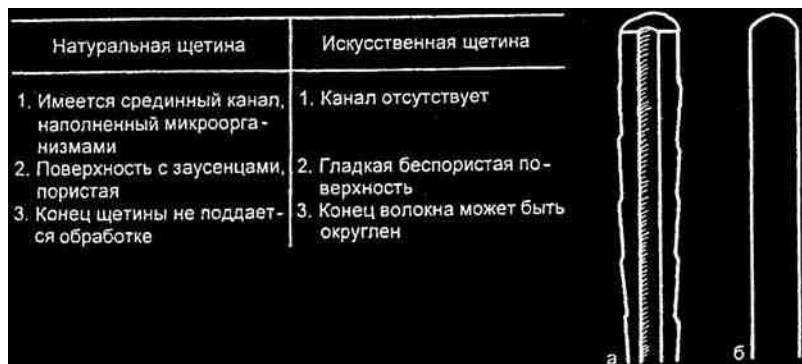 Натуральная щетина
Искусственная щетина
1. Имеется срединный канал,
наполненный микроорга-
низмами
2. Поверхность с заусенцами,
пористая
3. Конец щетины не поддает-
ся обработке
1. Канал отсутствует
2. Гладкая беспористая по-
верхность
3. Конец волокна может быть
округлен
а
б